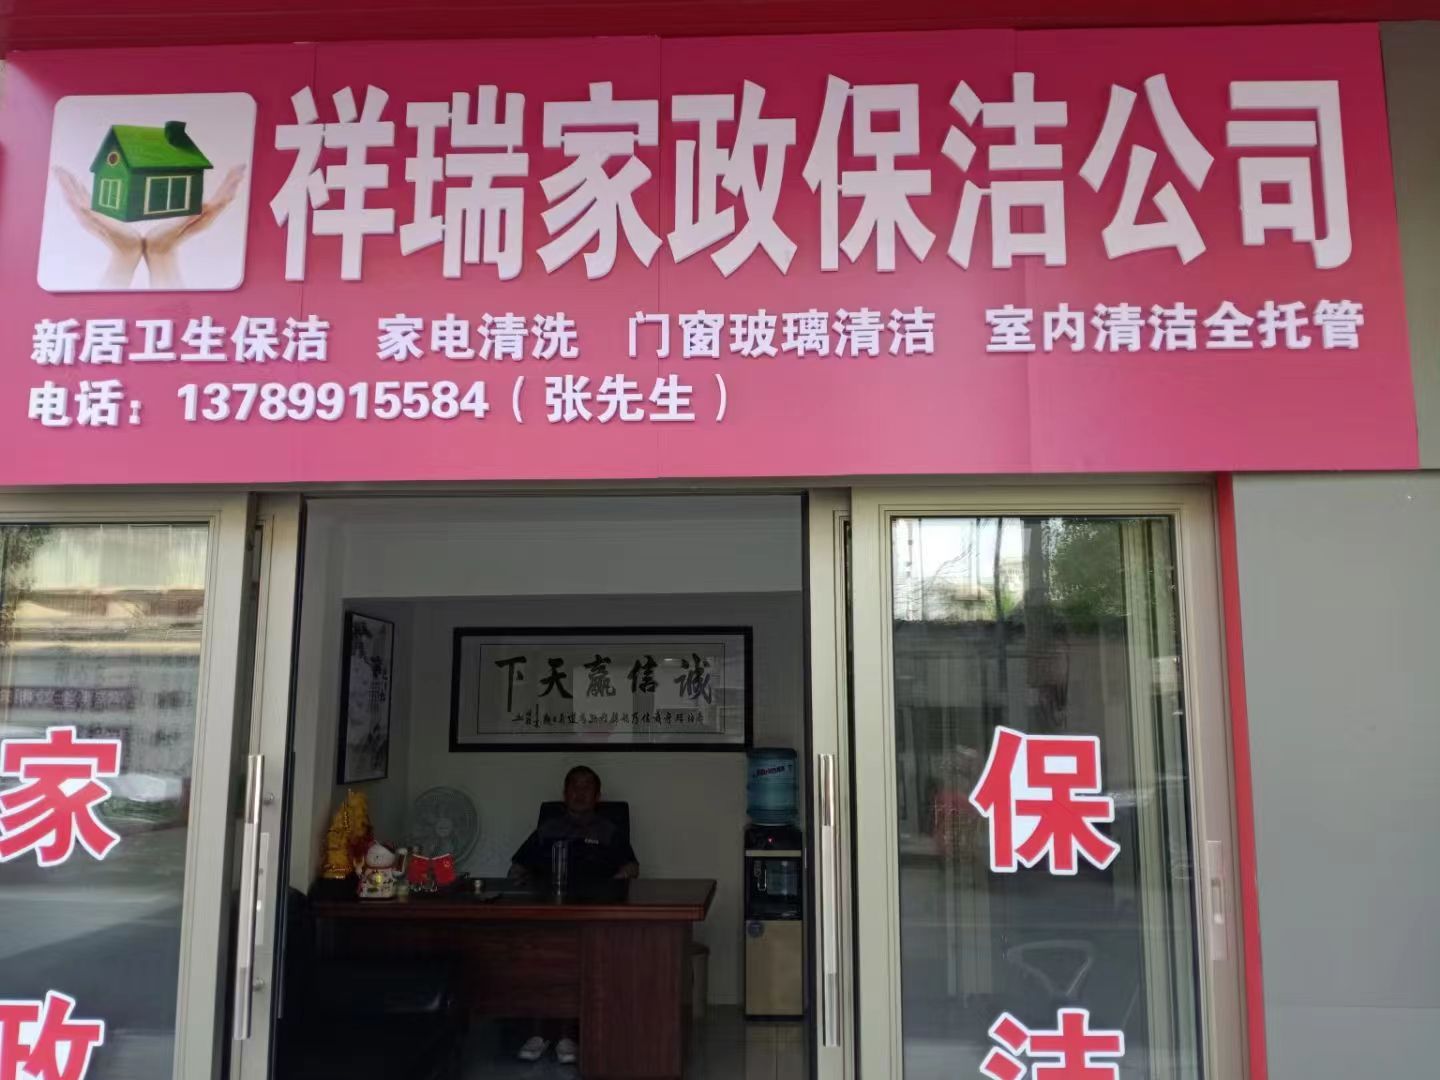 祥瑞家政保洁公司
新居卫生保洁 家电清洗 门窗玻璃清洁 室内清洁全托管
电话：13789915584（张先生）
下天赢信诚
家政
保洁